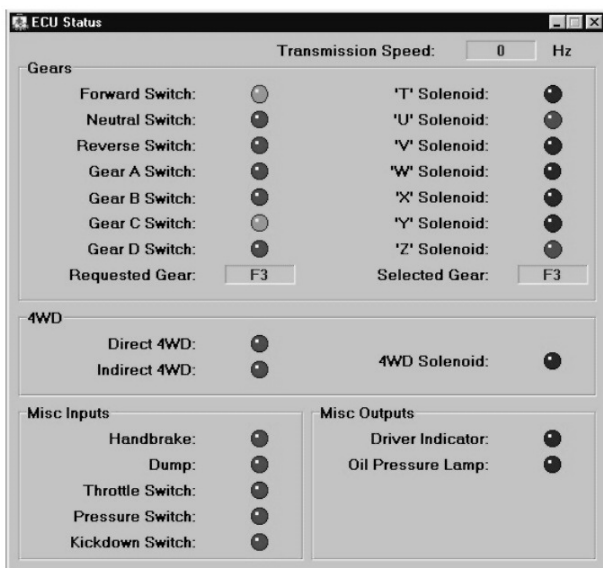 ECU Status
Transmission Speed: 0 Hz
Gears
Forward Switch: 'T' Solenoid:
Neutral Switch: 'U' Solenoid:
Reverse Switch: 'V' Solenoid:
Gear A Switch: 'W' Solenoid:
Gear B Switch: 'X' Solenoid:
Gear C Switch: 'Y' Solenoid:
Gear D Switch: 'Z' Solenoid:
Requested Gear: F3 Selected Gear: F3
4WD
Direct 4WD:
Indirect 4WD:
4WD Solenoid:
Misc Inputs
Handbrake:
Dump:
Throttle Switch:
Pressure Switch:
Kickdown Switch:
Misc Outputs
Driver Indicator:
Oil Pressure Lamp: